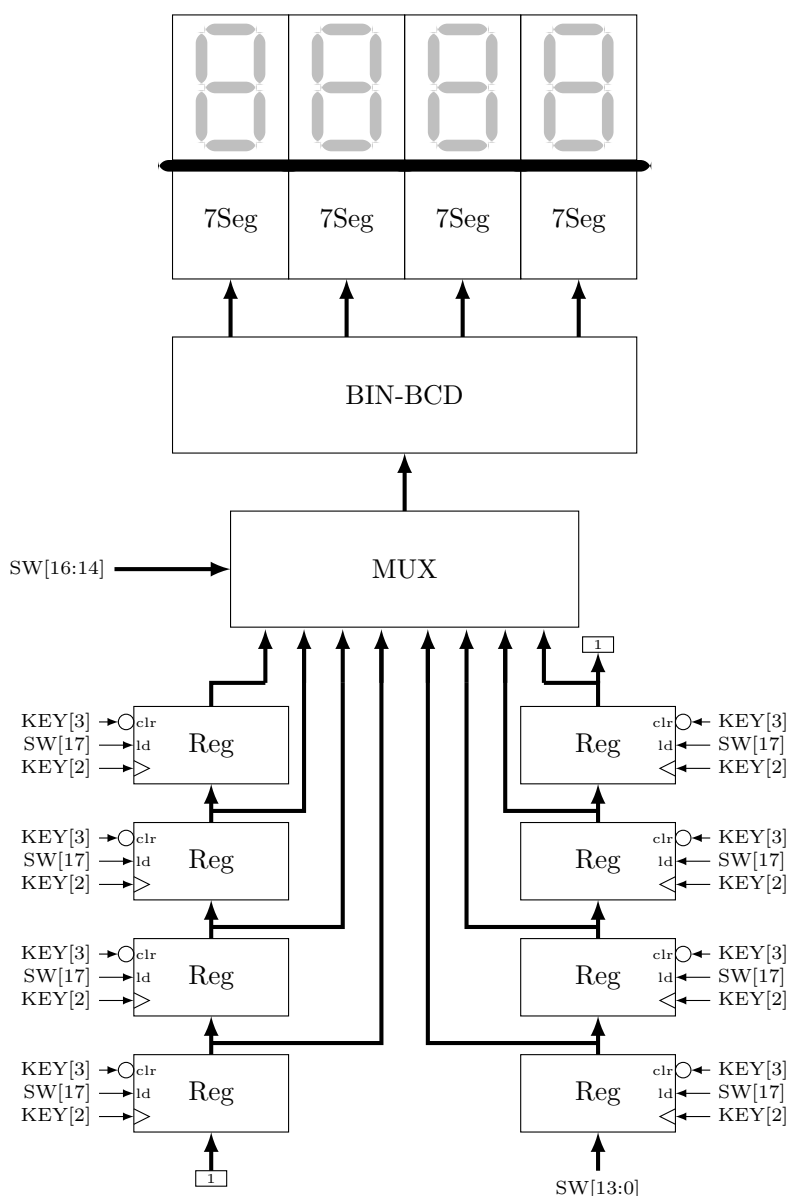 7Seg 7Seg 7Seg 7Seg
BIN-BCD
SW[16:14] MUX
1
KEY[3] clr clr KEY[3]
SW[17] ld Reg Reg ld SW[17]
KEY[2] KEY[2]
KEY[3] clr clr KEY[3]
SW[17] ld Reg Reg ld SW[17]
KEY[2] KEY[2]
KEY[3] clr clr KEY[3]
SW[17] ld Reg Reg ld SW[17]
KEY[2] KEY[2]
KEY[3] clr clr KEY[3]
SW[17] ld Reg Reg ld SW[17]
KEY[2] KEY[2]
1 SW[13:0]